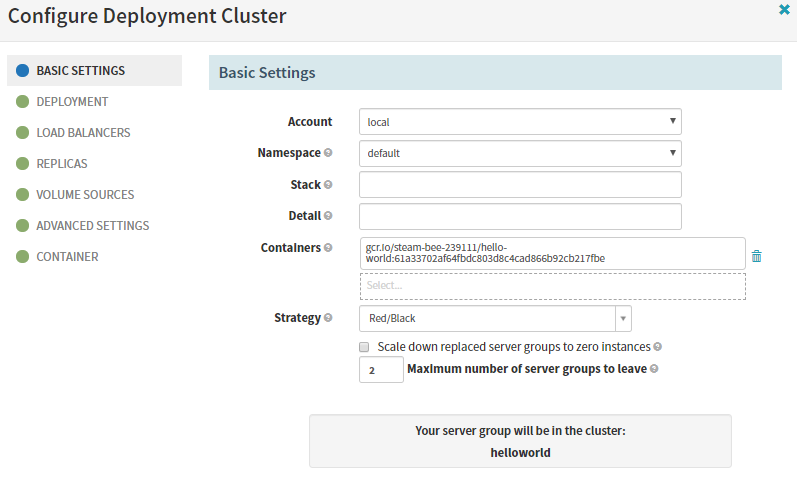 Configure Deployment Cluster
BASIC SETTINGS
DEPLOYMENT
LOAD BALANCERS
REPLICAS
VOLUME SOURCES
ADVANCED SETTINGS
CONTAINER
Basic Settings
Account
local
Namespace
default
Stack
Detail
Containers
gcr.io/steam-bee-239111/hello-
world:61a33702af64fbdc803d8c4cad866b92cb217fbe
Select...
Strategy
Red/Black
Scale down replaced server groups to zero instances
2 Maximum number of server groups to leave
Your server group will be in the cluster:
helloworld